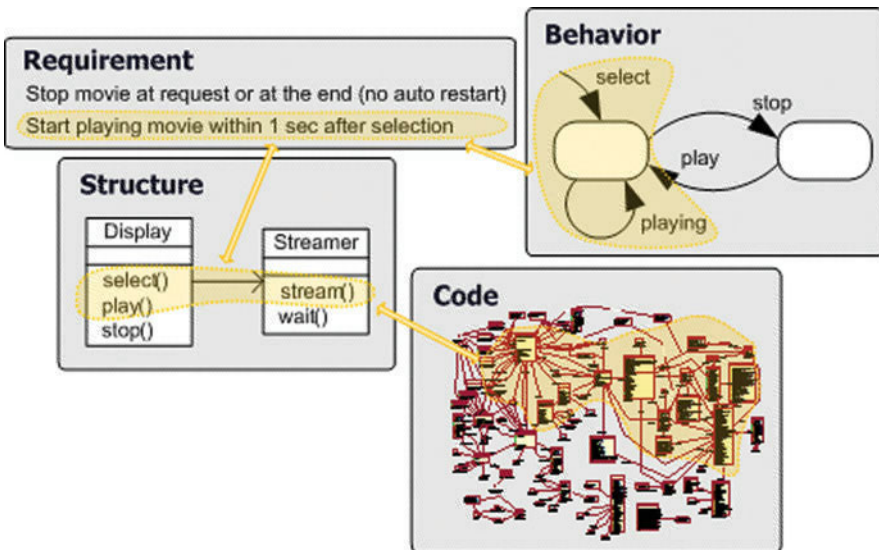 Requirement
Stop movie at request or at the end (no auto restart)
Start playing movie within 1 sec after selection
Behavior
select
stop
play
playing
Structure
Display
select()
play()
stop()
Streamer
stream()
wait()
Code